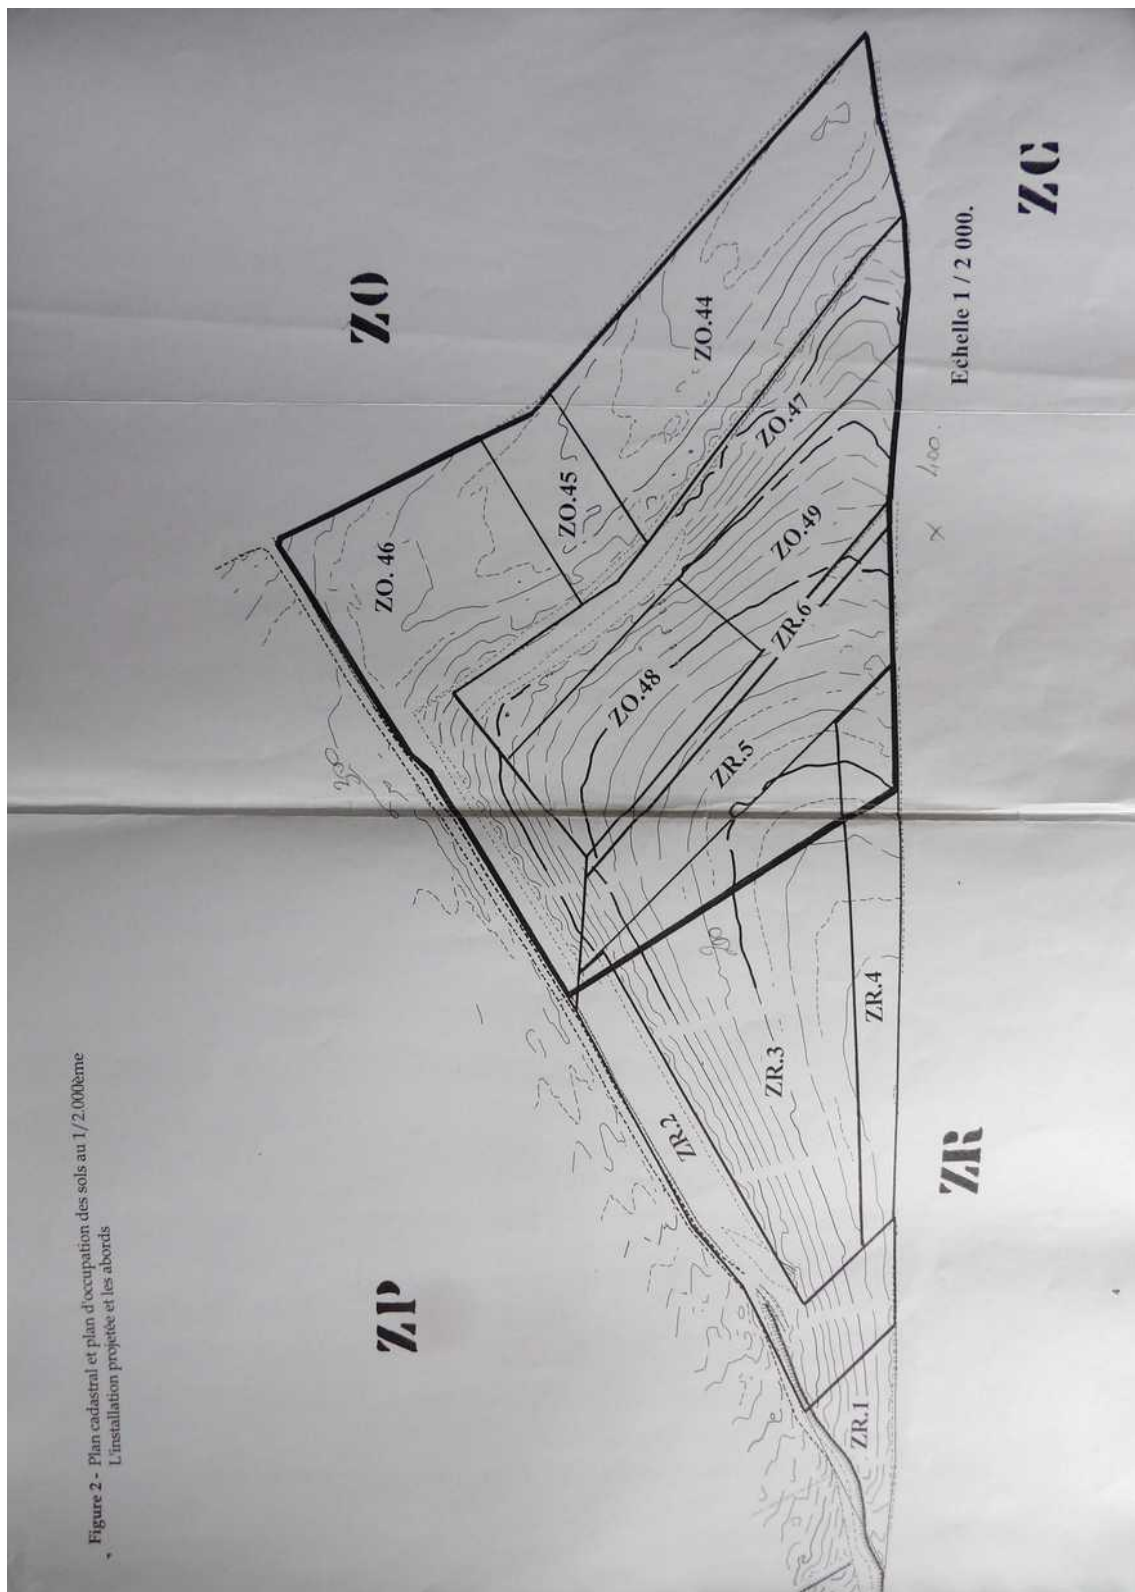 Figure 2 - Plan cadastral et plan d'occupation des sols au 1/2.000ème
L'installation projetée et les abords
ZP
ZO
ZO. 46
ZO.45
ZO.44
ZO.47
ZO.48
ZO.49
ZR.6
ZR.5
ZR.2
ZR.3
ZR.4
ZR.1
ZR
ZC
Echelle 1 / 2 000.
x 400.
4